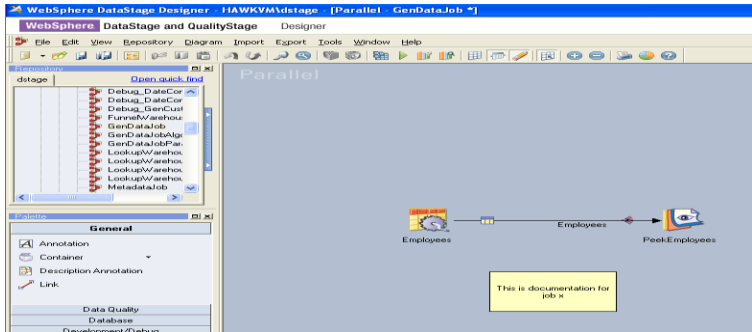 WebSphere DataStage Designer - HAWKVM/dstage - [Parallel - GenDataJob *]
WebSphere. DataStage and QualityStage Designer
File Edit View Repository Diagram Import Export Tools Window Help
Repository
dstage Open quick find
Debug_DateCor
Debug_DateCor
Debug_GenCust
FunnelWarehou
GenDataJob
GenDataJobAlgo
GenDataJobPar
LookupWarehou
LookupWarehou
LookupWarehou
LookupWarehou
MetadataJob
Parallel
Employees
Employees
PeekEmployees
This is documentation for
job x
Palette
General
Annotation
Container
Description Annotation
Link
Data Quality
Database
Development/Debug